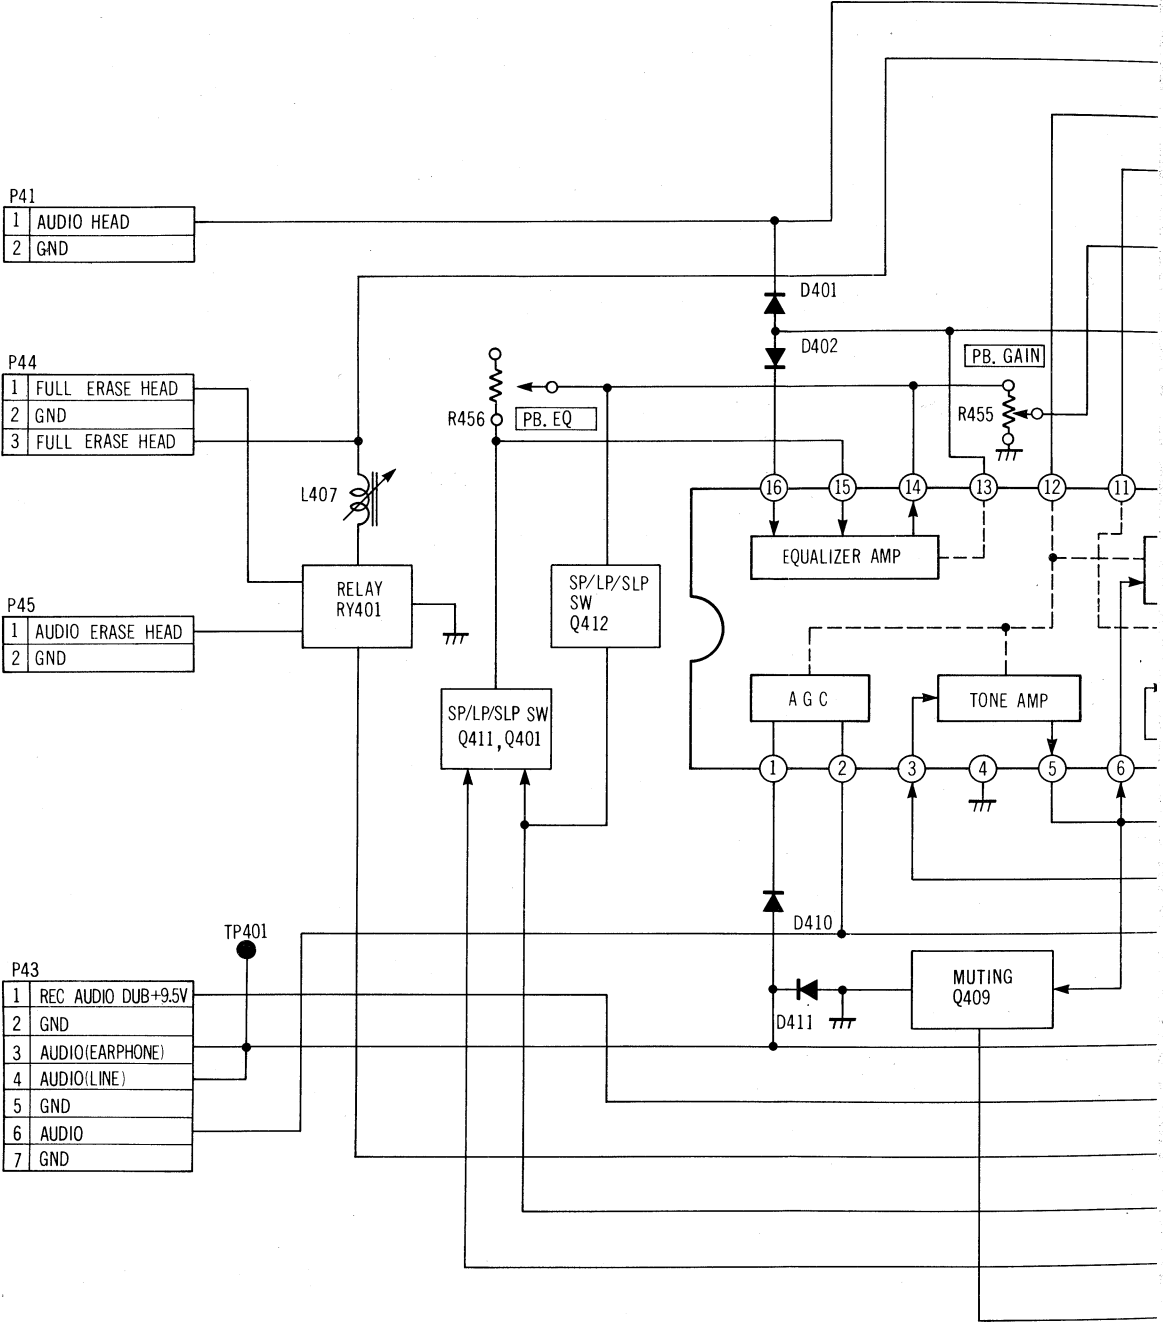 P41
1 AUDIO HEAD
2 GND
D401
D402
PB. GAIN
P44
1 FULL ERASE HEAD
2 GND
3 FULL ERASE HEAD
R456
PB. EQ
R455
L407
16 15 14 13 12 11
EQUALIZER AMP
RELAY
RY401
SP/LP/SLP
SW
Q412
P45
1 AUDIO ERASE HEAD
2 GND
SP/LP/SLP SW
Q411, Q401
AGC
TONE AMP
1 2 3 4 5 6
D410
TP401
P43
1 REC AUDIO DUB+9.5V
2 GND
3 AUDIO(EARPHONE)
4 AUDIO(LINE)
5 GND
6 AUDIO
7 GND
MUTING
Q409
D411